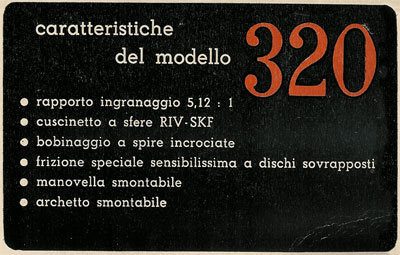 caratteristiche
del modello 320
• rapporto ingranaggio 5,12 : 1
• cuscinetto a sfere RIV-SKF
• bobinaggio a spire incrociate
• frizione speciale sensibilissima a dischi sovrapposti
• manovella smontabile
• archetto smontabile